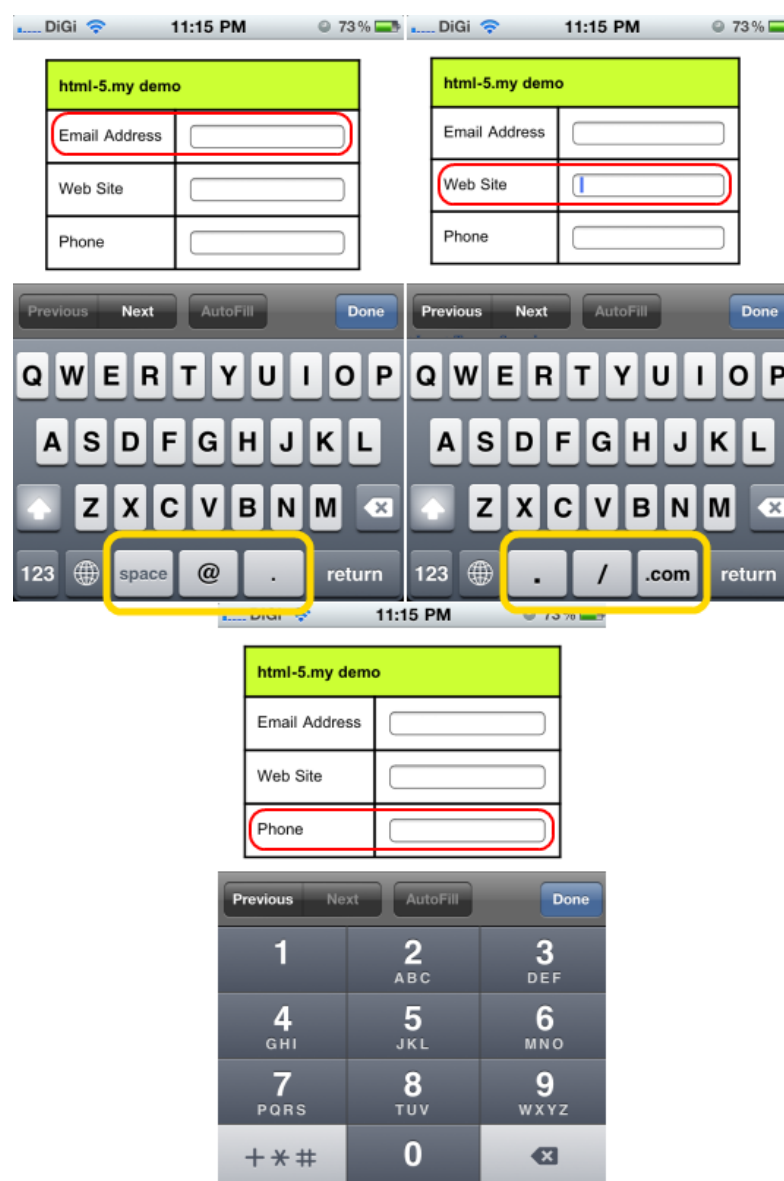 DiGi 11:15 PM 73%
html-5.my demo
Email Address
Web Site
Phone
Previous Next AutoFill Done
Q W E R T Y U I O P
A S D F G H J K L
Z X C V B N M
123 space @ . return
DiGi 11:15 PM 73%
html-5.my demo
Email Address
Web Site
Phone
Previous Next AutoFill Done
Q W E R T Y U I O P
A S D F G H J K L
Z X C V B N M
123 . / .com return
DiGi 11:15 PM 73%
html-5.my demo
Email Address
Web Site
Phone
Previous Next AutoFill Done
1 2 3
ABC DEF
4 5 6
GHI JKL MNO
7 8 9
PQRS TUV WXYZ
+*# 0